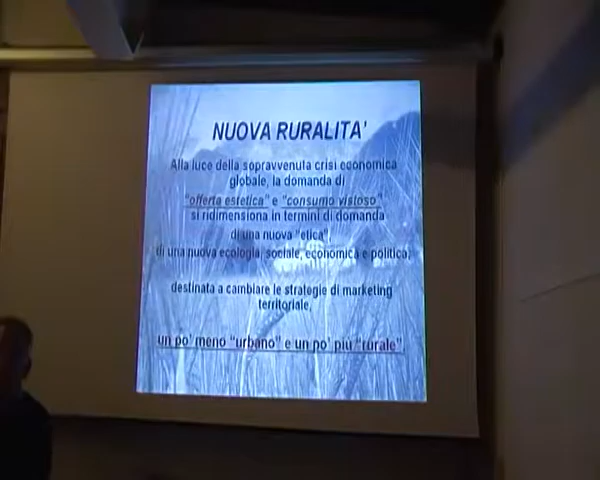 NUOVA RURALITA'
Alla luce della sopravvenuta crisi economica
globale, la domanda di
"offerta estetica" e "consumo vistoso"
si ridimensiona in termini di domanda
di una nuova "etica",
di una nuova ecologia, sociale, economica e politica,
destinata a cambiare le strategie di marketing
territoriale,
un po' meno "urbano" e un po' più "rurale".